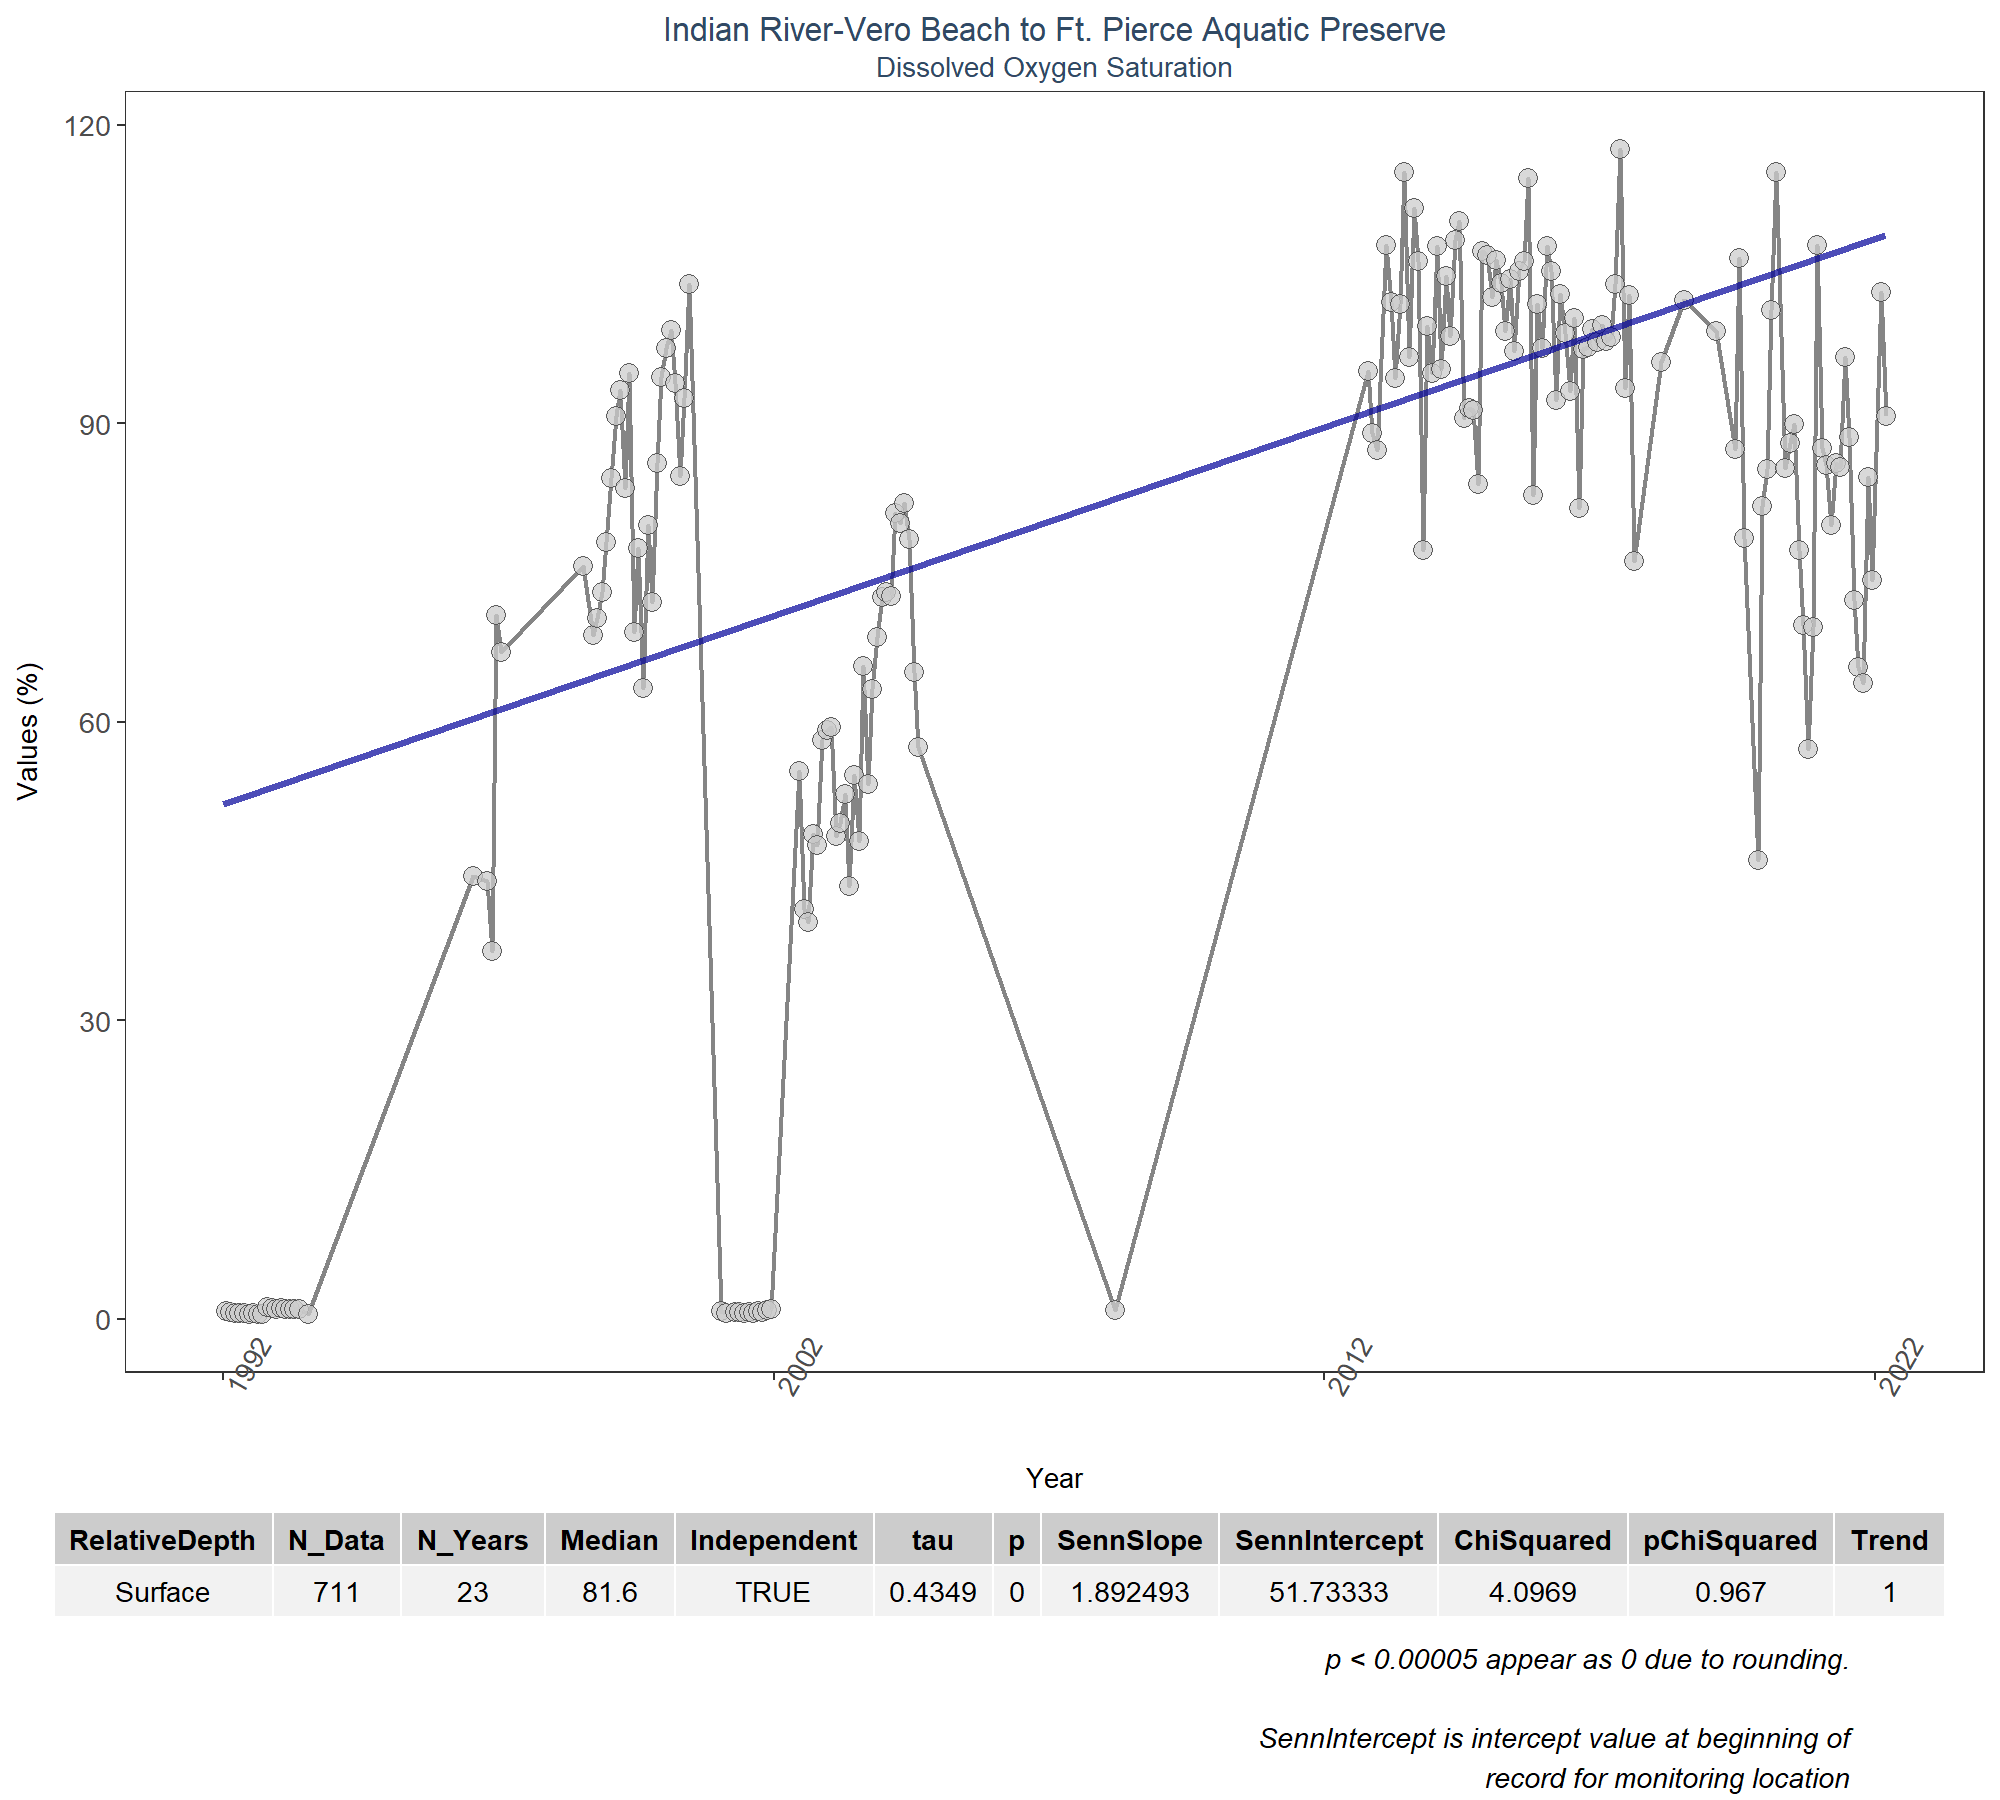 Indian River-Vero Beach to Ft. Pierce Aquatic Preserve
Dissolved Oxygen Saturation
120
90
60
30
0
Values (%)
1992 2002 2012 2022
Year
RelativeDepth N_Data N_Years Median Independent tau p SennSlope SennIntercept ChiSquared pChiSquared Trend
Surface 711 23 81.6 TRUE 0.4349 0 1.892493 51.73333 4.0969 0.967 1
p < 0.00005 appear as 0 due to rounding.
SennIntercept is intercept value at beginning of
record for monitoring location